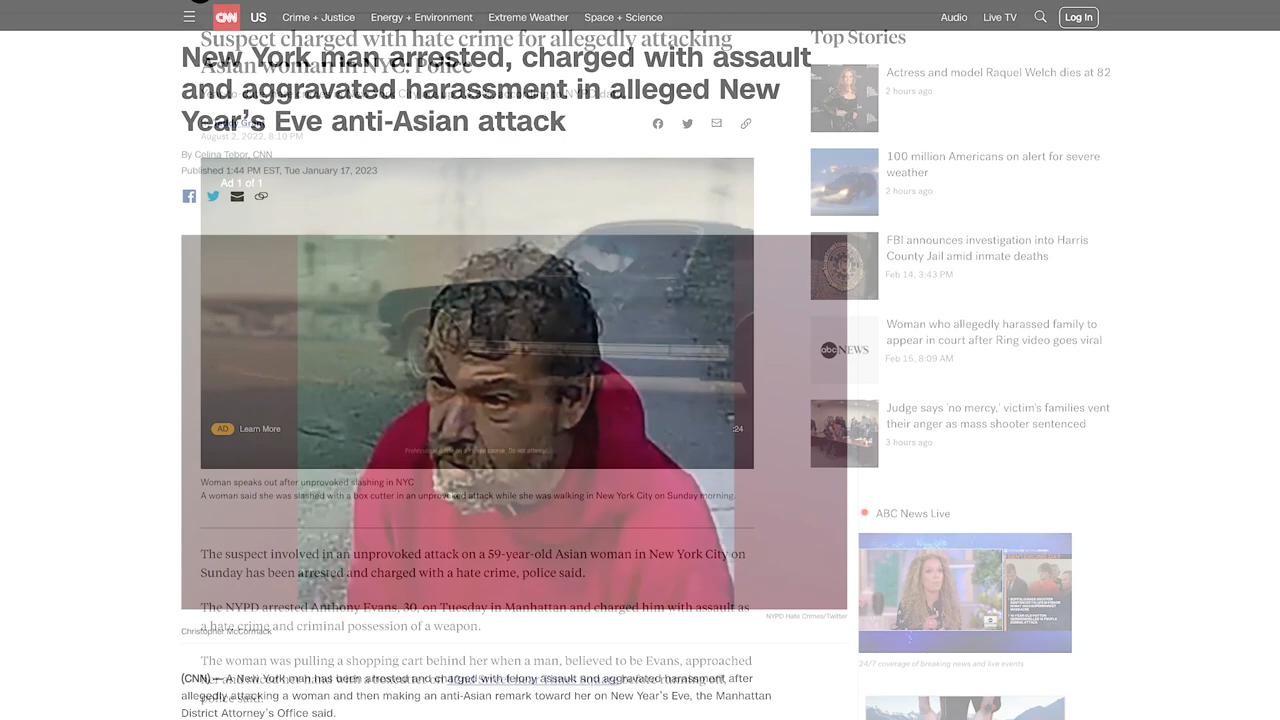 CNN US Crime + Justice Energy + Environment Extreme Weather Space + Science Audio Live TV Log In
Suspect charged with hate crime for allegedly attacking
Asian woman in NYC: Police
New York man arrested, charged with assault
and aggravated harassment in alleged New
Year's Eve anti-Asian attack
August 2, 2022, 8:10 PM
By Celina Tebor, CNN
Published 1:44 PM EST, Tue January 17, 2023
Ad 1 of 1
AD Learn More
:24
Woman speaks out after unprovoked slashing in NYC
A woman said she was slashed with a box cutter in an unprovoked attack while she was walking in New York City on Sunday morning.
The suspect involved in an unprovoked attack on a 59-year-old Asian woman in New York City on
Sunday has been arrested and charged with a hate crime, police said.
The NYPD arrested Anthony Evans, 30, on Tuesday in Manhattan and charged him with assault as
a hate crime and criminal possession of a weapon.
NYPD Hate Crimes/Twitter
Christopher McCormack
The woman was pulling a shopping cart behind her when a man, believed to be Evans, approached
(CNN) — A New York man has been arrested and charged with felony assault and aggravated harassment after
allegedly attacking a woman and then making an anti-Asian remark toward her on New Year's Eve, the Manhattan
police said.
District Attorney's Office said.
Top Stories
Actress and model Raquel Welch dies at 82
2 hours ago
100 million Americans on alert for severe
weather
2 hours ago
FBI announces investigation into Harris
County Jail amid inmate deaths
Feb 14, 3:43 PM
Woman who allegedly harassed family to
appear in court after Ring video goes viral
Feb 15, 8:09 AM
abc NEWS
Judge says 'no mercy,' victim's families vent
their anger as mass shooter sentenced
3 hours ago
ABC News Live
24/7 coverage of breaking news and live events